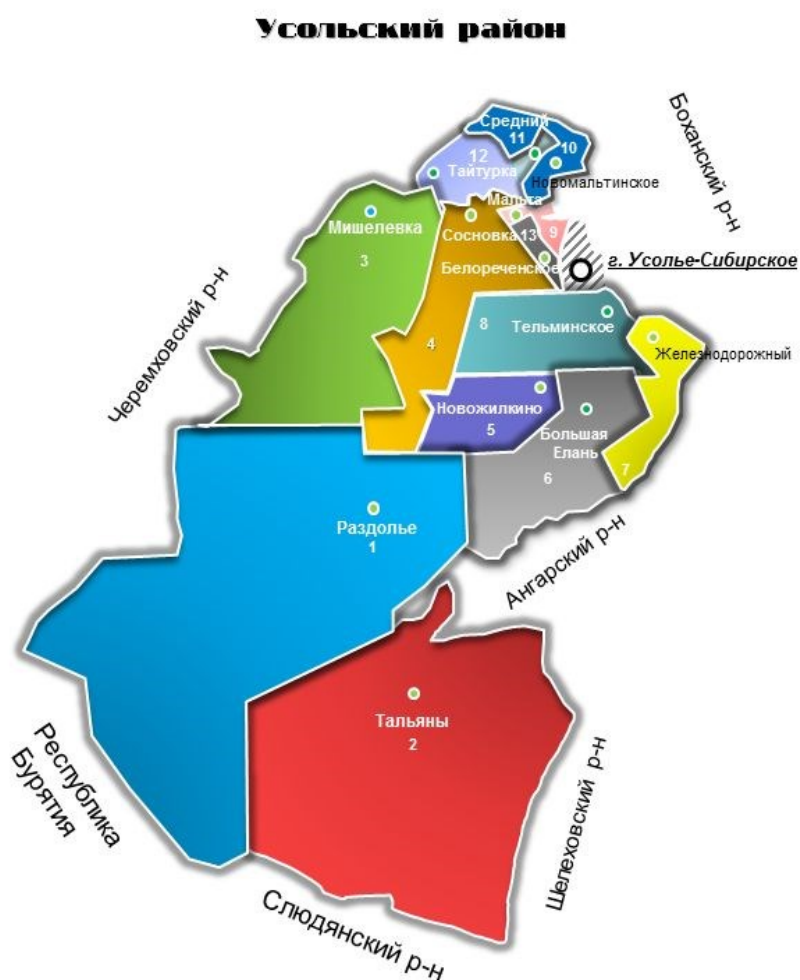 Усольский район
Боханский р-н
Средний
11
10
12
Тайтурка
Новомальтинское
Мальта
Мишелевка
3
Сосновка
13
9
Белореченское
г. Усолье-Сибирское
Черемховский р-н
8
Тельминское
4
Железнодорожный
Новожилкино
5
Большая
Елань
6
7
Раздолье
1
Ангарский р-н
Тальяны
2
Республика
Бурятия
Шелеховский р-н
Слюдянский р-н